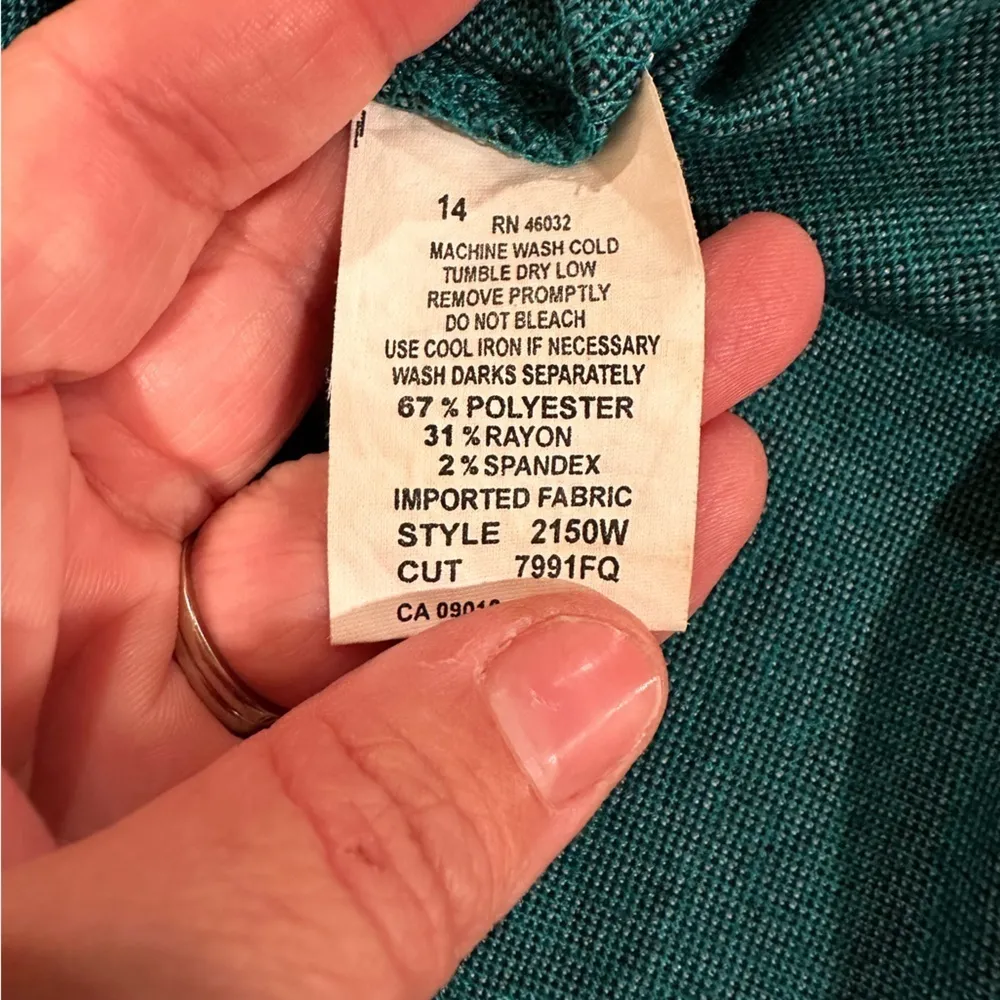 14 RN 46032
MACHINE WASH COLD
TUMBLE DRY LOW
REMOVE PROMPTLY
DO NOT BLEACH
USE COOL IRON IF NECESSARY
WASH DARKS SEPARATELY
67 % POLYESTER
31 % RAYON
2 % SPANDEX
IMPORTED FABRIC
STYLE 2150W
CUT 7991FQ
CA